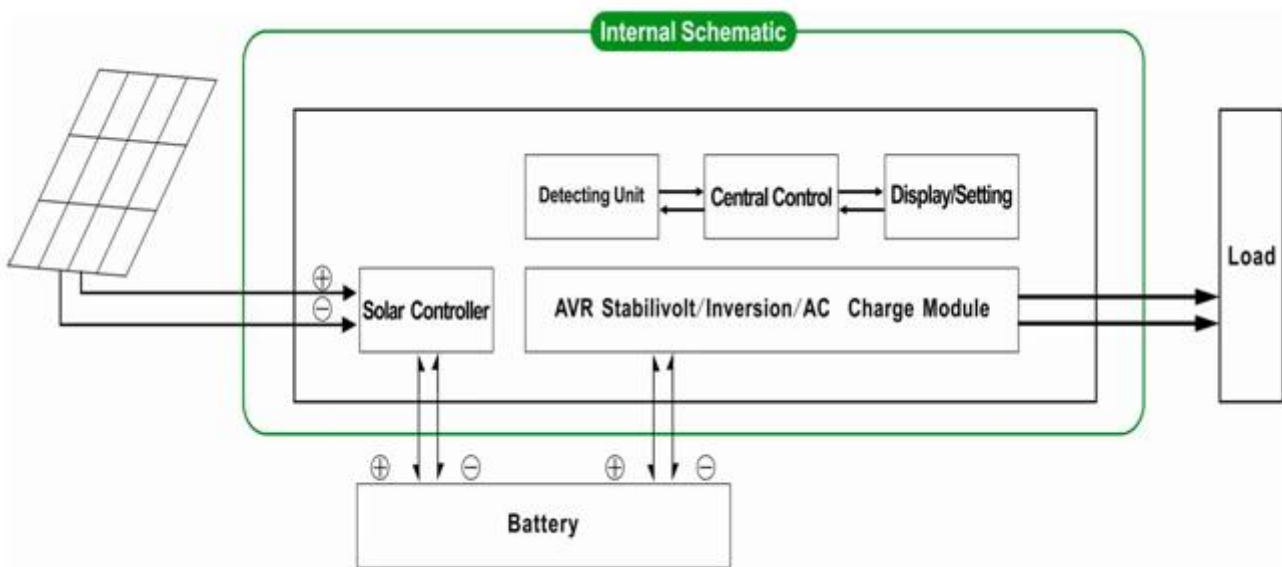 Internal Schematic
Detecting Unit
Central Control
Display/Setting
Load
+
−
Solar Controller
AVR Stabilivolt/Inversion/AC Charge Module
+ − + −
Battery